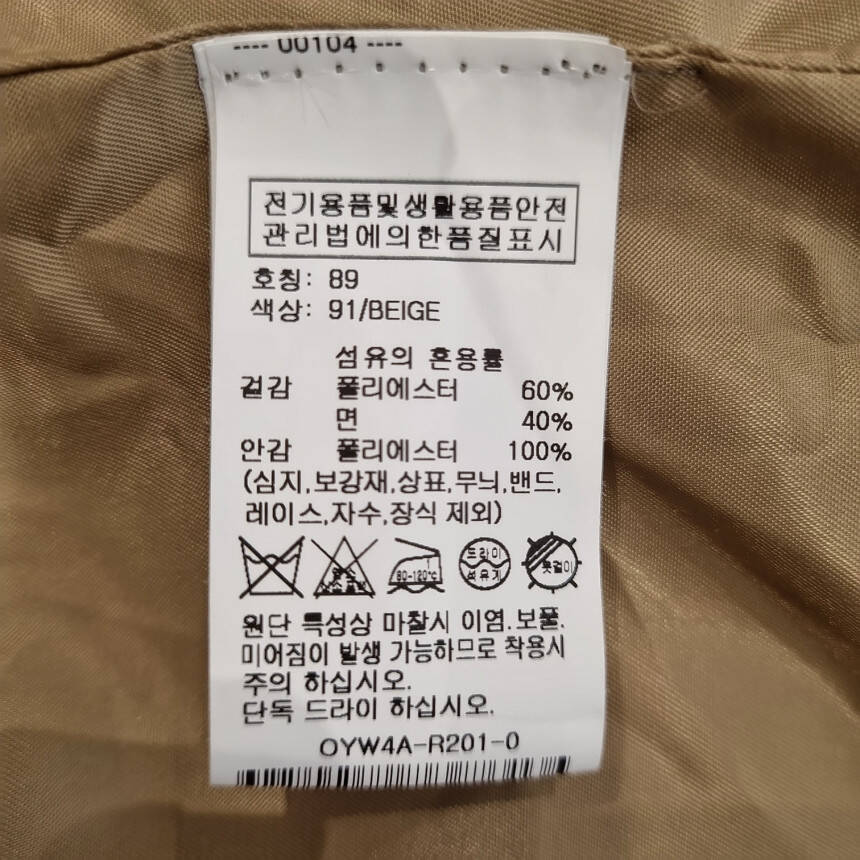 ---- 00104 ----
전기용품및생활용품안전
관리법에의한품질표시
호칭: 89
색상: 91/BEIGE
섬유의 혼용률
겉감 폴리에스터 60%
면 40%
안감 폴리에스터 100%
(심지,보강재,상표,무늬,밴드,
레이스,자수,장식 제외)
80-120℃ 드라이 석유계 옷걸이
원단 특성상 마찰시 이염.보풀.
미어짐이 발생 가능하므로 착용시
주의 하십시오.
단독 드라이 하십시오.
OYW4A-R201-0